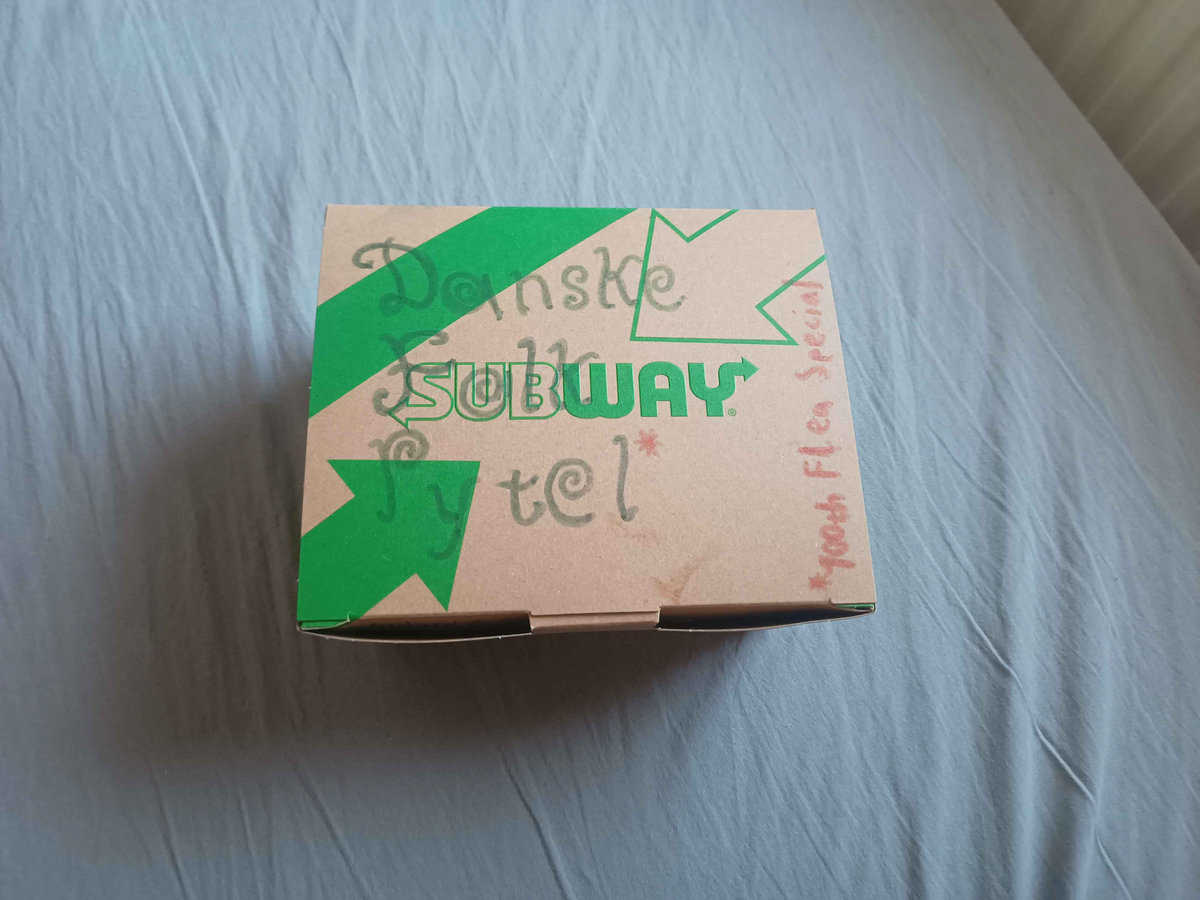 Danske
Folk
SUBWAY®
Pytel*
*900th Flea Special